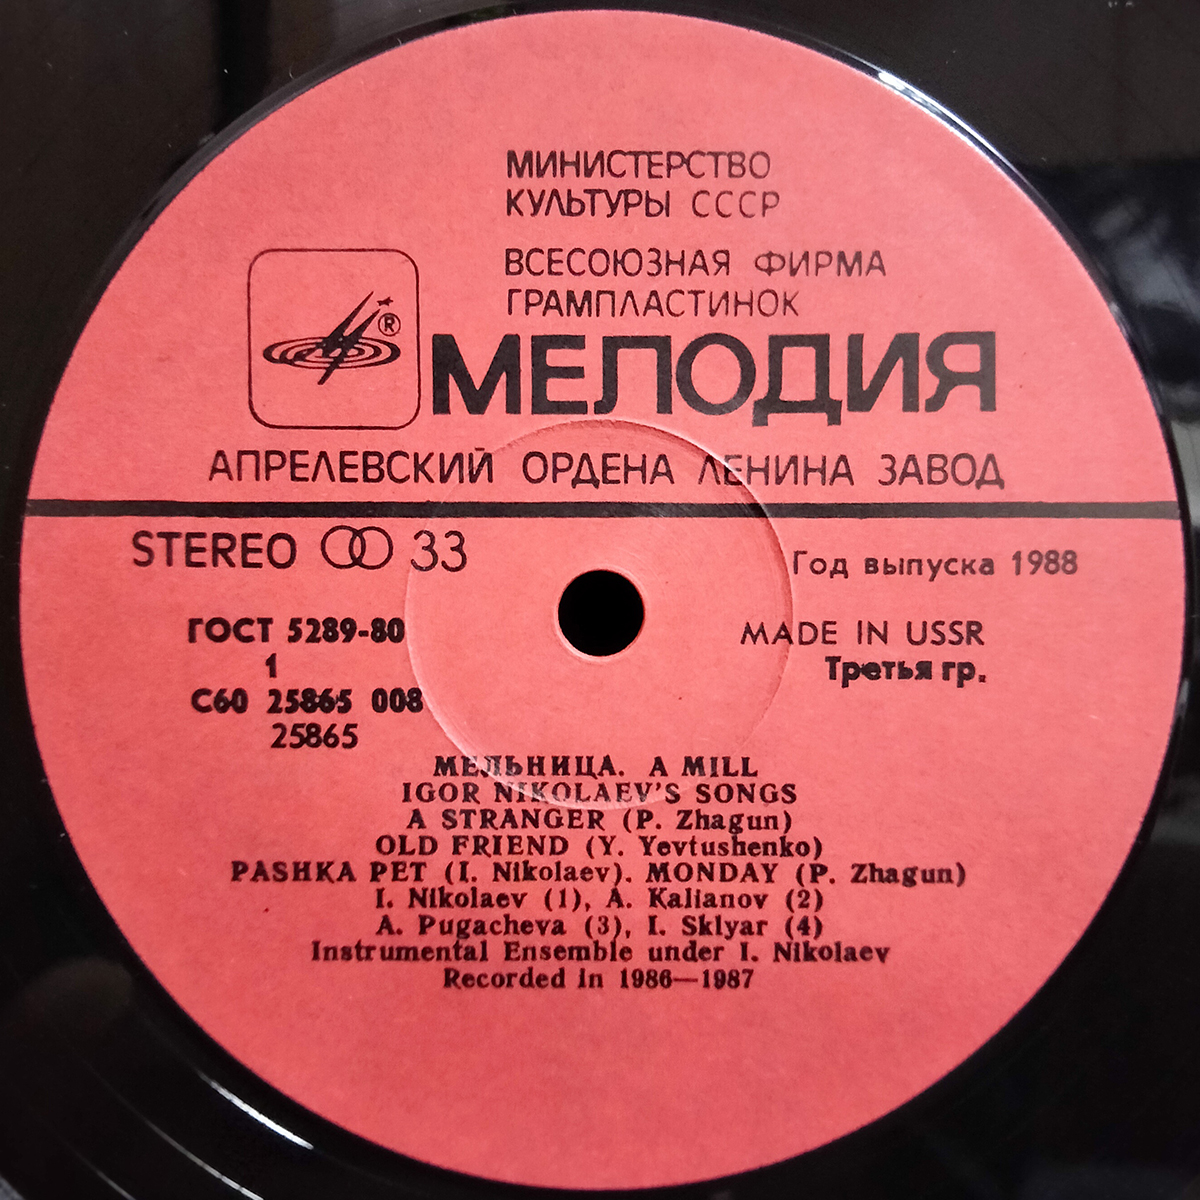 МИНИСТЕРСТВО
КУЛЬТУРЫ СССР
ВСЕСОЮЗНАЯ ФИРМА
ГРАМПЛАСТИНОК
®
МЕЛОДИЯ
АПРЕЛЕВСКИЙ ОРДЕНА ЛЕНИНА ЗАВОД
STEREO 33
Год выпуска 1988
ГОСТ 5289-80
MADE IN USSR
1
Третья гр.
С60 25865 008
25865
МЕЛЬНИЦА. A MILL
IGOR NIKOLAEV'S SONGS
A STRANGER (P. Zhagun)
OLD FRIEND (Y. Yevtushenko)
PASHKA PET (I. Nikolaev). MONDAY (P. Zhagun)
I. Nikolaev (1), A. Kalianov (2)
A. Pugacheva (3), I. Sklyar (4)
Instrumental Ensemble under I. Nikolaev
Recorded in 1986—1987